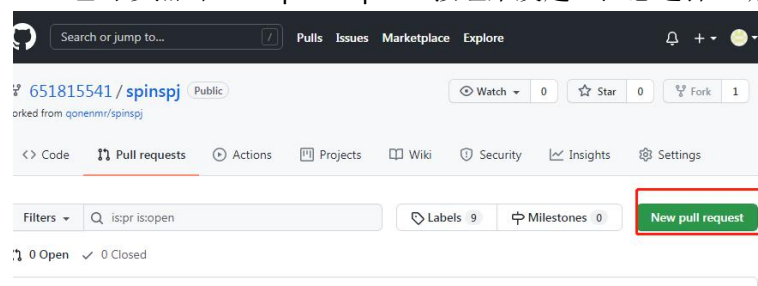 Search or jump to... / Pulls Issues Marketplace Explore
651815541 / spinspj Public Watch 0 Star 0 Fork 1
orked from qonenmr/spinspj
<> Code Pull requests Actions Projects Wiki Security Insights Settings
Filters is:pr is:open Labels 9 Milestones 0 New pull request
0 Open ✓ 0 Closed